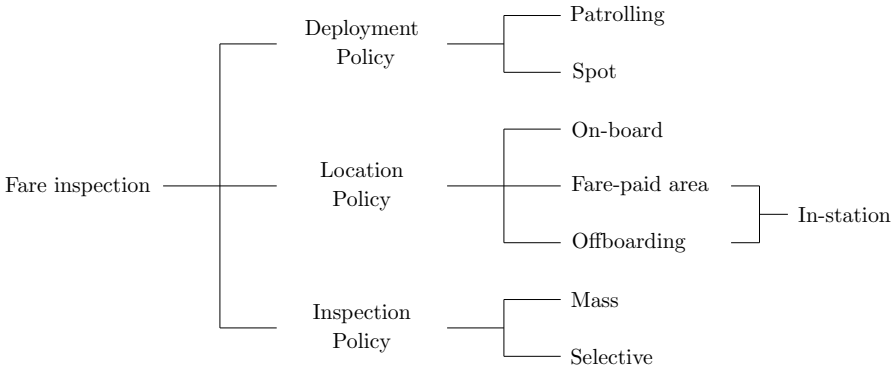 Fare inspection
Deployment
Policy
Patrolling
Spot
Location
Policy
On-board
Fare-paid area
Offboarding
In-station
Inspection
Policy
Mass
Selective